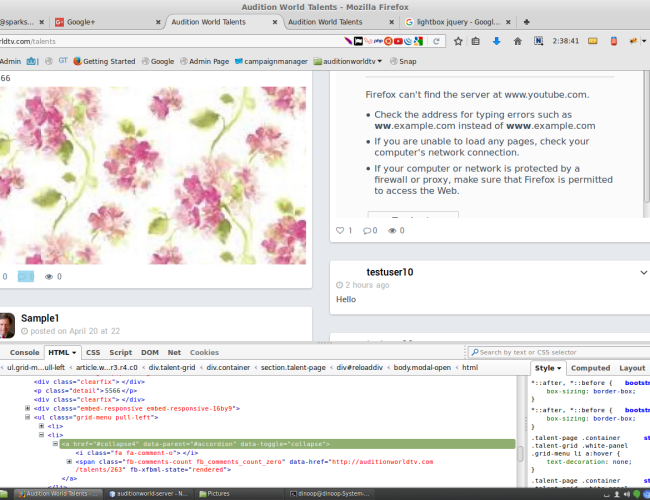 Audition World Talents - Mozilla Firefox
@sparks...
Google+
Audition World Talents
Audition World Talents
lightbox jquery - Googl...
rldtv.com/talents
php
2:38:41
Admin
GT
Getting Started
Google
Admin Page
campaignmanager
auditionworldtv
Snap
66
0
0
0
Sample1
posted on April 20 at 22
Firefox can't find the server at www.youtube.com.
Check the address for typing errors such as
ww.example.com instead of www.example.com
If you are unable to load any pages, check your
computer's network connection.
If your computer or network is protected by a
firewall or proxy, make sure that Firefox is permitted
to access the Web.
1
0
0
testuser10
2 hours ago
Hello
Console
HTML
CSS
Script
DOM
Net
Cookies
Search by text or CSS selector
ul.grid-m...ull-left
article.w...r3.r4.c0
div.talent-grid
div.container
section.talent-page
div#reloaddiv
body.modal-open
html
Style
Computed
Layout
<div class="clearfix"> </div>
<p class="detail">5566</p>
<div class="clearfix"> </div>
<div class="embed-responsive embed-responsive-16by9">
<ul class="grid-menu pull-left">
<li>
<li>
<a href="#collapse4" data-parent="#accordion" data-toggle="collapse">
<i class="fa fa-comment-o"> </i>
<span class="fb-comments-count fb_comments_count_zero" data-href="http://auditionworldtv.com
/talents/263" fb-xfbml-state="rendered">
</a>
</li>
*::after, *::before {
bootstr
box-sizing: border-box;
}
*::after, *::before {
bootstr
box-sizing: border-box;
}
.talent-page .container
st
.talent-grid .white-panel
.grid-menu li a:hover {
text-decoration: none;
}
.talent-page .container
st
Audition World Talents -...
auditionworld-server - N...
Pictures
dinoop@dinoop-System-...